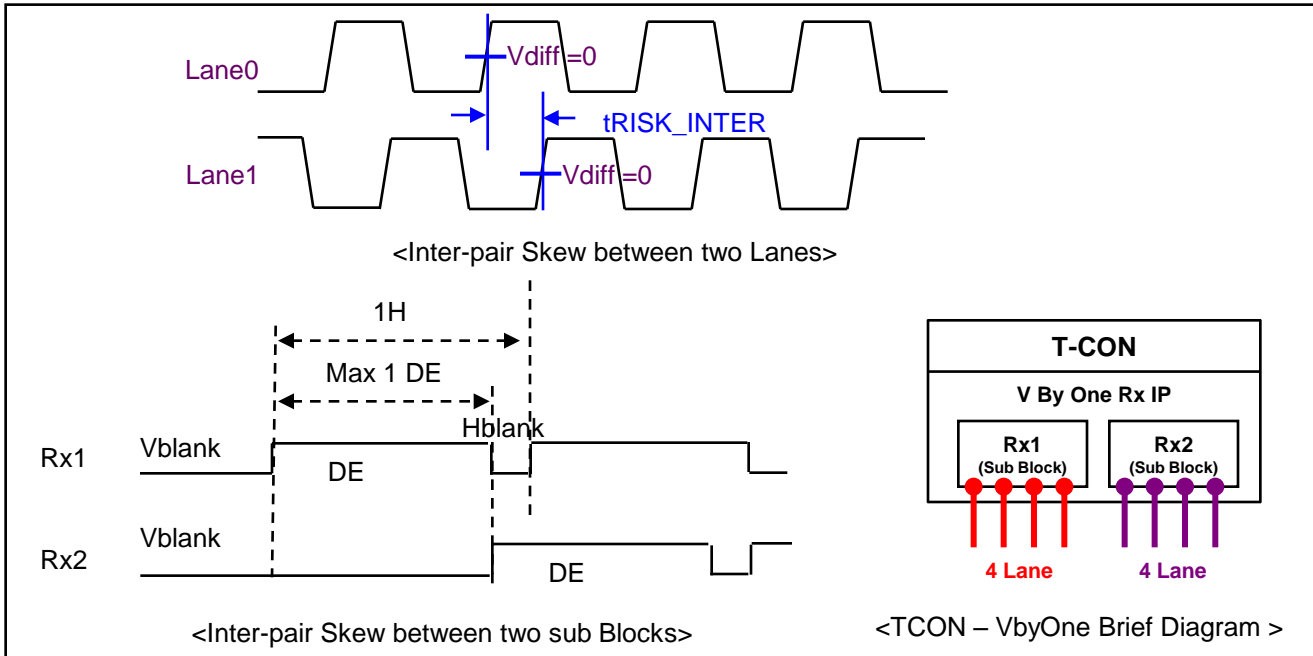 Lane0
Vdiff =0
tRISK_INTER
Lane1
Vdiff =0
<Inter-pair Skew between two Lanes>
1H
Max 1 DE
Hblank
Rx1
Vblank
DE
Rx2
Vblank
DE
<Inter-pair Skew between two sub Blocks>
T-CON
V By One Rx IP
Rx1
(Sub Block)
Rx2
(Sub Block)
4 Lane
4 Lane
<TCON – VbyOne Brief Diagram >